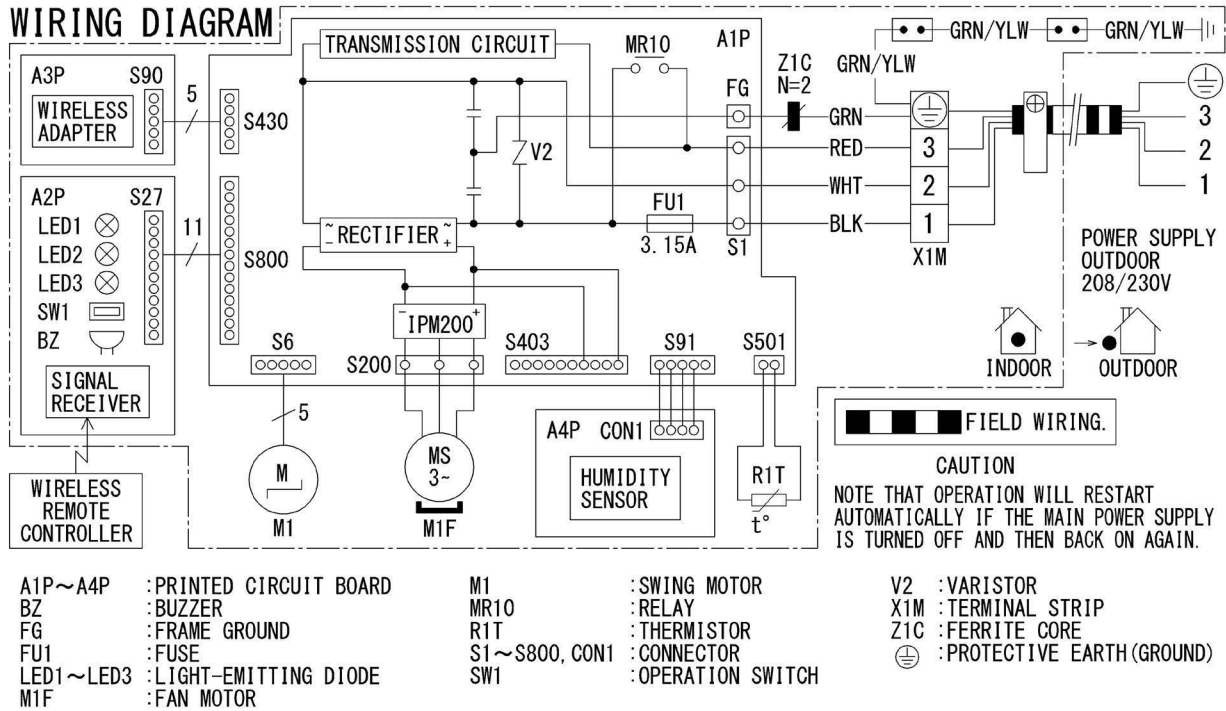 WIRING DIAGRAM
TRANSMISSION CIRCUIT
MR10
A1P
Z1C
N=2
GRN/YLW
GRN/YLW
GRN/YLW
A3P
S90
WIRELESS
ADAPTER
5
S430
FG
GRN
RED
WHT
BLK
3
2
1
X1M
3
2
1
V2
FU1
3.15A
S1
A2P
S27
LED1
LED2
LED3
SW1
BZ
11
S800
SIGNAL
RECEIVER
~ ~
RECTIFIER
- +
- +
IPM200
S6
S200
S403
S91
S501
5
M
M1
MS
3~
M1F
A4P
CON1
HUMIDITY
SENSOR
R1T
t°
WIRELESS
REMOTE
CONTROLLER
POWER SUPPLY
OUTDOOR
208/230V
INDOOR
OUTDOOR
FIELD WIRING.
CAUTION
NOTE THAT OPERATION WILL RESTART
AUTOMATICALLY IF THE MAIN POWER SUPPLY
IS TURNED OFF AND THEN BACK ON AGAIN.
A1P~A4P :PRINTED CIRCUIT BOARD
BZ :BUZZER
FG :FRAME GROUND
FU1 :FUSE
LED1~LED3 :LIGHT-EMITTING DIODE
M1F :FAN MOTOR
M1 :SWING MOTOR
MR10 :RELAY
R1T :THERMISTOR
S1~S800,CON1 :CONNECTOR
SW1 :OPERATION SWITCH
V2 :VARISTOR
X1M :TERMINAL STRIP
Z1C :FERRITE CORE
:PROTECTIVE EARTH(GROUND)